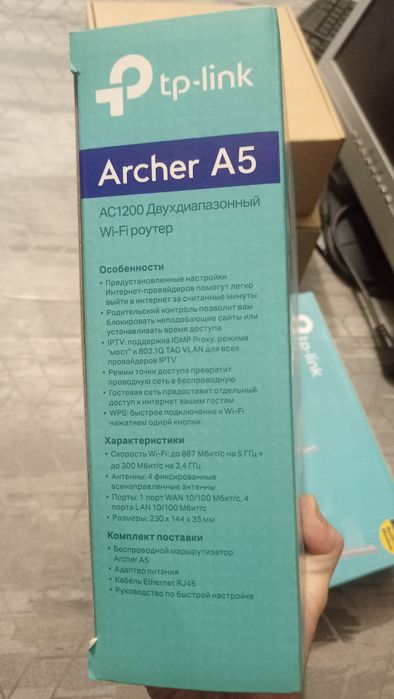 tp-link
Archer A5
AC1200 Двухдиапазонный
Wi-Fi роутер
Особенности
• Предустановленные настройки
Интернет-провайдеров помогут легко
выйти в интернет за считанные минуты
• Родительский контроль позволит вам
блокировать неподобающие сайты или
устанавливать время доступа
• IPTV: поддержка IGMP Proxy, режима
"мост" и 802.1Q TAG VLAN для всех
провайдеров IPTV
• Режим точки доступа превратит
проводную сеть в беспроводную
• Гостевая сеть предоставит отдельный
доступ к интернет вашим гостям
• WPS: быстрое подключение к Wi-Fi
нажатием одной кнопки
Характеристики
• Скорость Wi-Fi: до 867 Мбит/с на 5 ГГц +
до 300 Мбит/с на 2,4 ГГц
• Антенны: 4 фиксированные
всенаправленные антенны
• Порты: 1 порт WAN 10/100 Мбит/с, 4
порта LAN 10/100 Мбит/с
• Размеры: 230 x 144 x 35 мм
Комплект поставки
• Беспроводной маршрутизатор
Archer A5
• Адаптер питания
• Кабель Ethernet RJ45
• Руководство по быстрой настройке
tp-link